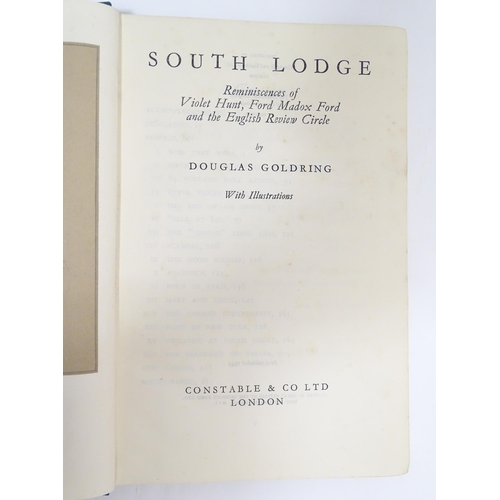 SOUTH LODGE
Reminiscences of
Violet Hunt, Ford Madox Ford
and the English Review Circle
by
DOUGLAS GOLDRING
With Illustrations
CONSTABLE & CO LTD
LONDON